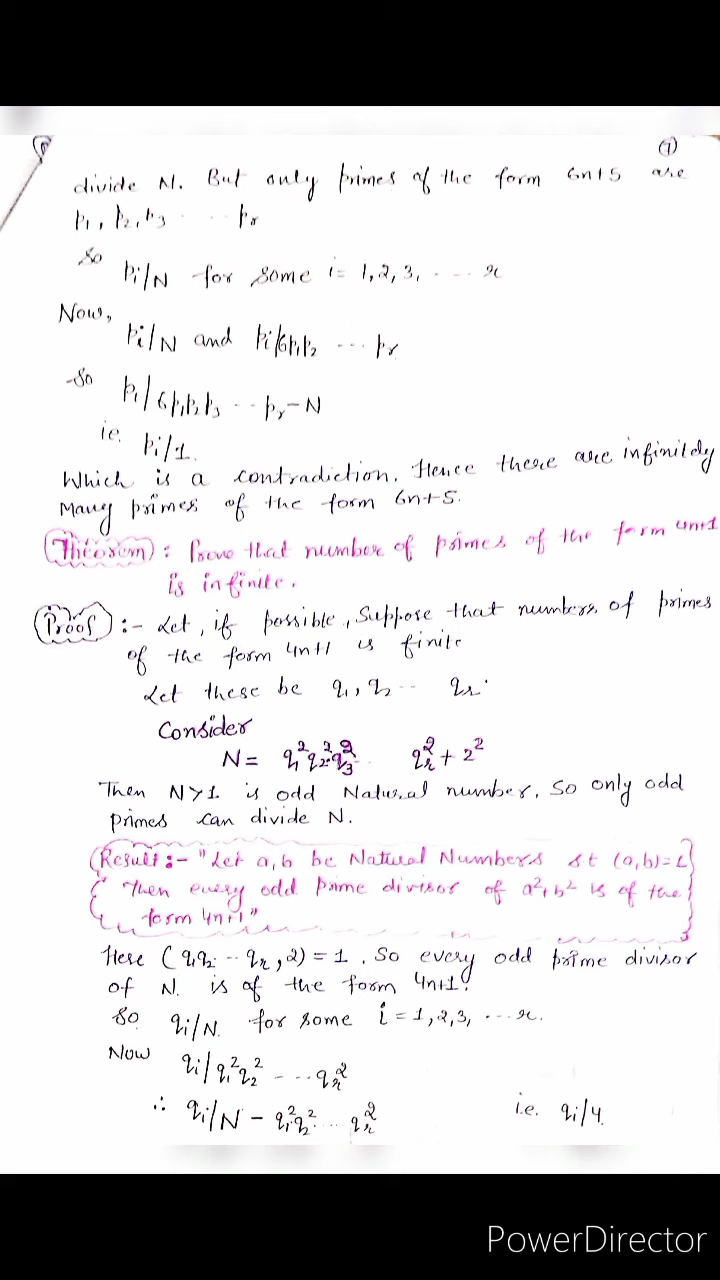 (7)
divide N. But only primes of the form 6n+5 are
p₁, p₂, p₃ ... pᵣ
So pᵢ/N for some i = 1, 2, 3, .... r
Now,
pᵢ/N and pᵢ/6p₁p₂ ... pᵣ
So pᵢ/6p₁p₂p₃ ... pᵣ - N
ie. pᵢ/1.
Which is a contradiction. Hence there are infinitely
Many primes of the form 6n+5.
Theorem : Prove that number of primes of the form 4n+1
is infinite.
Proof :- Let, if possible, Suppose that numbers of primes
of the form 4n+1 is finite
Let these be q₁, q₂ ... qᵣ.
Consider
N = q₁² q₂² q₃² qᵣ² + 2²
Then N>1 is odd Natural number. So only odd
primes can divide N.
Result :- "Let a, b be Natural Numbers st (a,b)=1
Then every odd prime divisor of a²+b² is of the
form 4n+1"
Here (q₁q₂ ... qᵣ, 2) = 1. So every odd prime divisor
of N. is of the form 4n+1.
So qᵢ/N. for some i = 1, 2, 3, ... r.
Now qᵢ/q₁²q₂² ... qᵣ²
∴ qᵢ/N - q₁²q₂² ... qᵣ² i.e. qᵢ/4.
PowerDirector